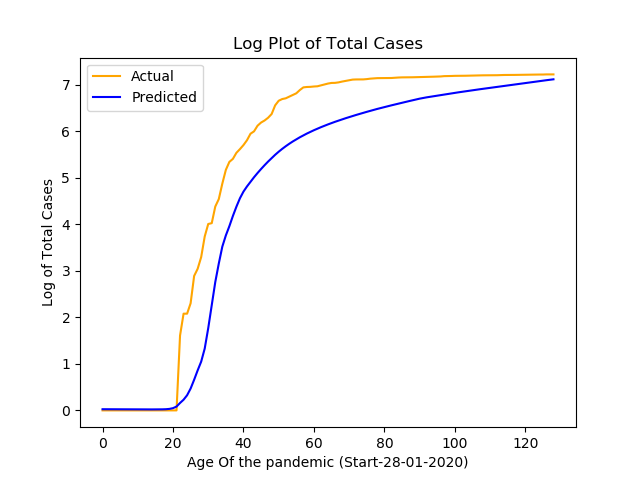 Log Plot of Total Cases
Actual
Predicted
Log of Total Cases
7
6
5
4
3
2
1
0
0 20 40 60 80 100 120
Age Of the pandemic (Start-28-01-2020)